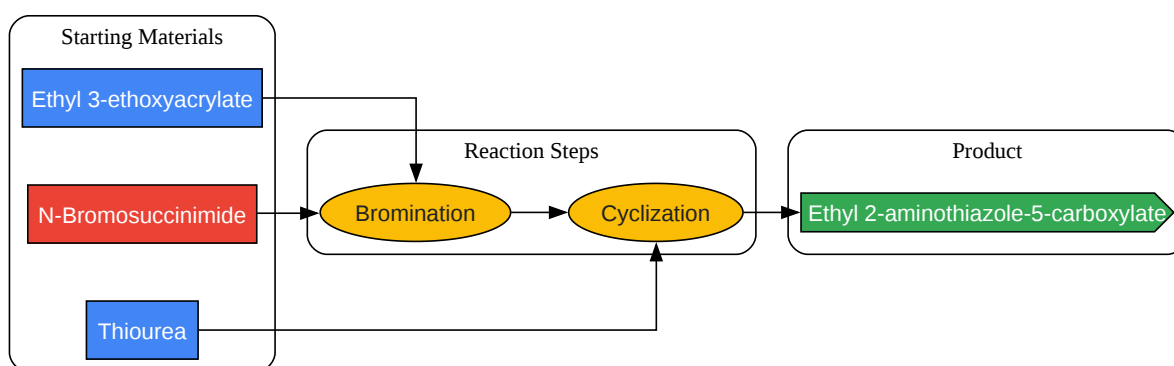 Starting Materials
Ethyl 3-ethoxyacrylate
N-Bromosuccinimide
Thiourea
Reaction Steps
Bromination
Cyclization
Product
Ethyl 2-aminothiazole-5-carboxylate